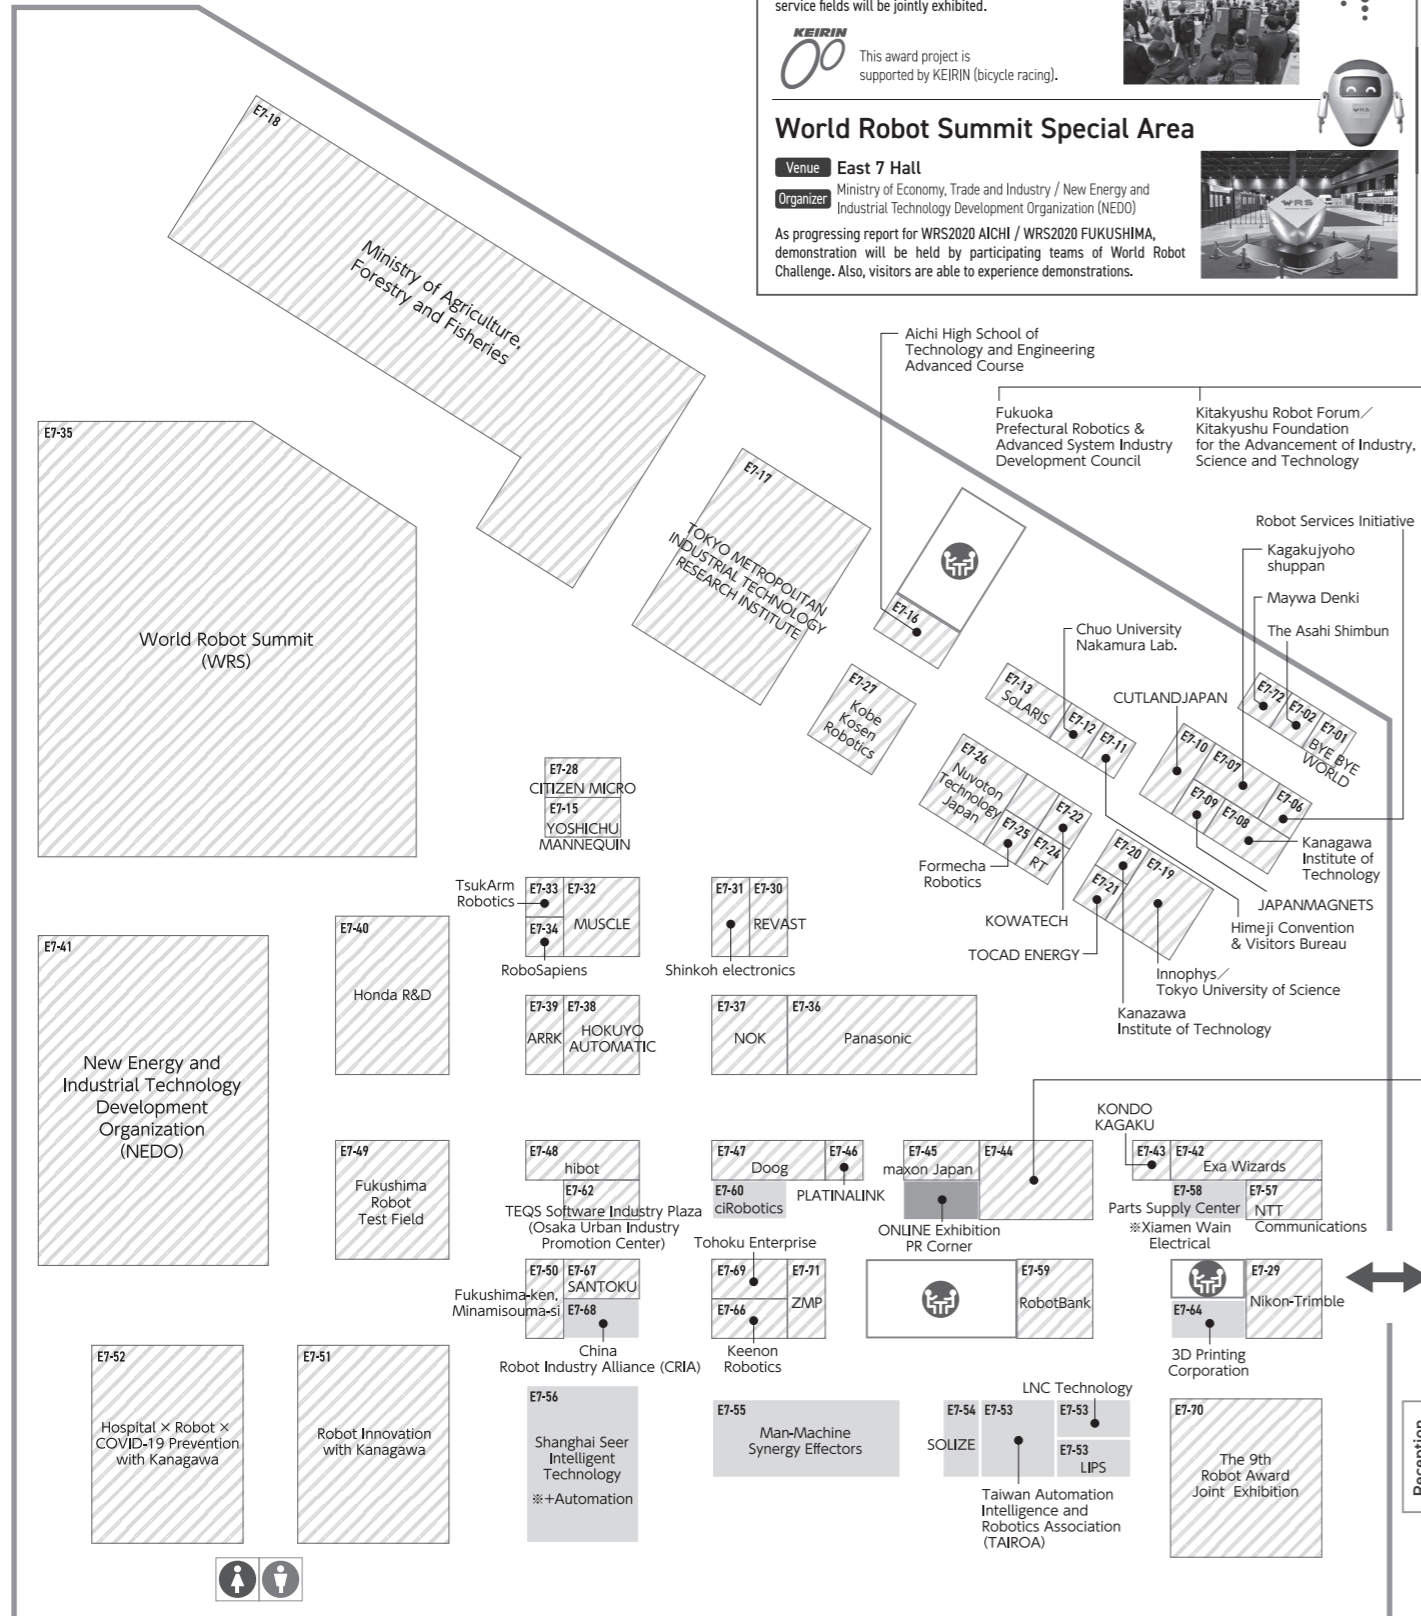 service fields will be jointly exhibited.
KEIRIN
This award project is
supported by KEIRIN (bicycle racing).
World Robot Summit Special Area
Venue East 7 Hall
Organizer Ministry of Economy, Trade and Industry / New Energy and
Industrial Technology Development Organization (NEDO)
As progressing report for WRS2020 AICHI / WRS2020 FUKUSHIMA,
demonstration will be held by participating teams of World Robot
Challenge. Also, visitors are able to experience demonstrations.
WRS
WRS
E7-18
Ministry of Agriculture,
Forestry and Fisheries
Aichi High School of
Technology and Engineering
Advanced Course
Fukuoka
Prefectural Robotics &
Advanced System Industry
Development Council
Kitakyushu Robot Forum／
Kitakyushu Foundation
for the Advancement of Industry,
Science and Technology
E7-35
World Robot Summit
(WRS)
E7-17
TOKYO METROPOLITAN
INDUSTRIAL TECHNOLOGY
RESEARCH INSTITUTE
E7-16
Robot Services Initiative
Kagakujyoho
shuppan
Maywa Denki
The Asahi Shimbun
Chuo University
Nakamura Lab.
CUTLANDJAPAN
E7-13
SoLARIS
E7-12
E7-11
E7-72
E7-02
E7-01
BYE BYE
WORLD
E7-10
E7-07
E7-06
E7-09
E7-08
E7-27
Kobe
Kosen
Robotics
E7-26
Nuvoton
Technology
Japan
E7-22
E7-25
E7-24
RT
E7-20
E7-19
E7-21
Formecha
Robotics
KOWATECH
TOCAD ENERGY
Kanagawa
Institute of
Technology
JAPANMAGNETS
Himeji Convention
& Visitors Bureau
Innophys／
Tokyo University of Science
Kanazawa
Institute of Technology
E7-28
CITIZEN MICRO
E7-15
YOSHICHU
MANNEQUIN
TsukArm
Robotics
E7-33
E7-32
MUSCLE
E7-34
RoboSapiens
E7-31
E7-30
REVAST
Shinkoh electronics
E7-41
New Energy and
Industrial Technology
Development
Organization
(NEDO)
E7-40
Honda R&D
E7-39
ARRK
E7-38
HOKUYO
AUTOMATIC
E7-37
NOK
E7-36
Panasonic
E7-49
Fukushima
Robot
Test Field
E7-48
hibot
E7-62
TEQS Software Industry Plaza
(Osaka Urban Industry
Promotion Center)
E7-47
Doog
E7-46
PLATINALINK
E7-60
ciRobotics
E7-45
maxon Japan
E7-44
ONLINE Exhibition
PR Corner
KONDO
KAGAKU
E7-43
E7-42
Exa Wizards
E7-58
Parts Supply Center
※Xiamen Wain
Electrical
E7-57
NTT
Communications
E7-50
Fukushima-ken,
Minamisouma-si
E7-67
SANTOKU
E7-68
China
Robot Industry Alliance (CRIA)
Tohoku Enterprise
E7-69
E7-71
ZMP
E7-66
Keenon
Robotics
E7-59
RobotBank
E7-29
Nikon-Trimble
E7-64
3D Printing
Corporation
E7-52
Hospital × Robot ×
COVID-19 Prevention
with Kanagawa
E7-51
Robot Innovation
with Kanagawa
E7-56
Shanghai Seer
Intelligent
Technology
※+Automation
E7-55
Man-Machine
Synergy Effectors
E7-54
SOLIZE
E7-53
LNC Technology
E7-53
E7-53
LIPS
Taiwan Automation
Intelligence and
Robotics Association
(TAIROA)
E7-70
The 9th
Robot Award
Joint Exhibition
Reception